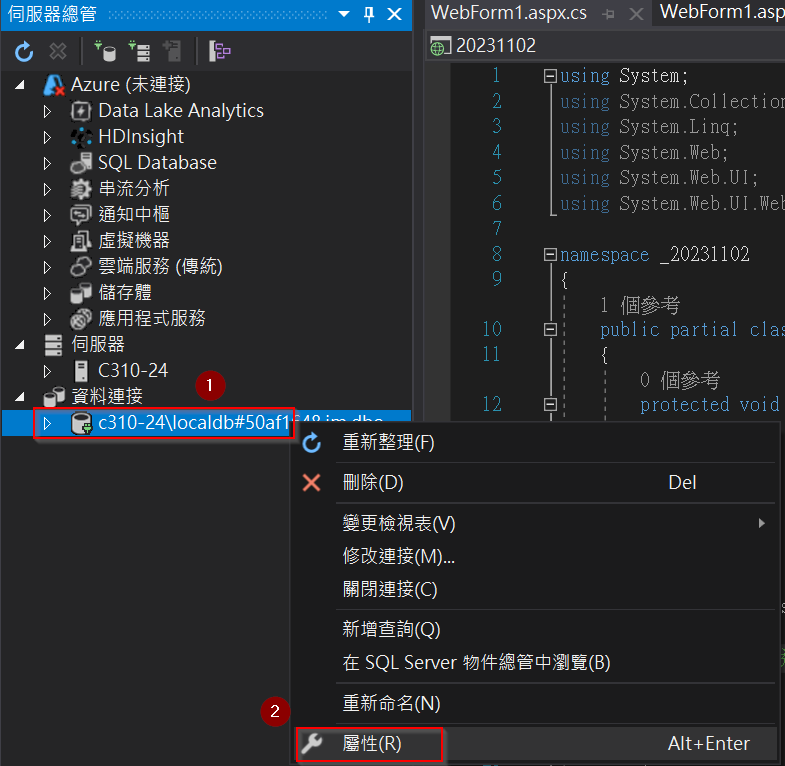 伺服器總管
Azure (未連接)
Data Lake Analytics
HDInsight
SQL Database
串流分析
通知中樞
虛擬機器
雲端服務 (傳統)
儲存體
應用程式服務
伺服器
C310-24
1
資料連接
c310-24\localdb#50af1648.jm.dbo
重新整理(F)
刪除(D) Del
變更檢視表(V)
修改連接(M)...
關閉連接(C)
新增查詢(Q)
在 SQL Server 物件總管中瀏覽(B)
重新命名(N)
2
屬性(R) Alt+Enter
WebForm1.aspx.cs WebForm1.asp
20231102
1 using System;
2 using System.Collection
3 using System.Linq;
4 using System.Web;
5 using System.Web.UI;
6 using System.Web.UI.Web
7
8 namespace _20231102
9 {
1 個參考
10 public partial clas
11 {
0 個參考
12 protected void